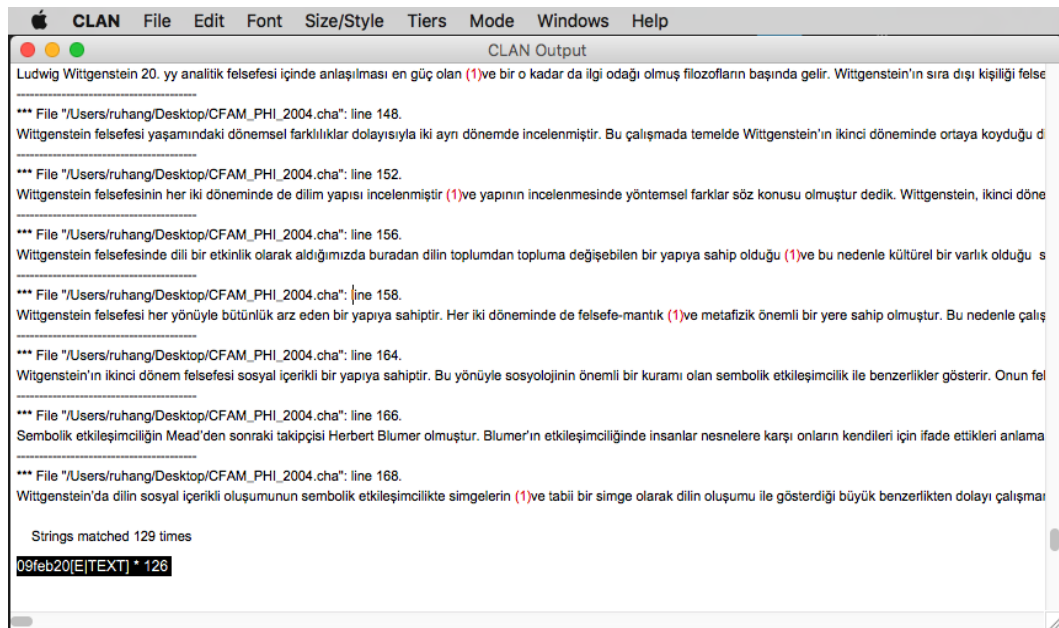 CLAN File Edit Font Size/Style Tiers Mode Windows Help
CLAN Output
Ludwig Wittgenstein 20. yy analitik felsefesi içinde anlaşılması en güç olan (1)ve bir o kadar da ilgi odağı olmuş filozofların başında gelir. Wittgenstein'ın sıra dışı kişiliği felse
----------------------------------------
*** File "/Users/ruhang/Desktop/CFAM_PHI_2004.cha": line 148.
Wittgenstein felsefesi yaşamındaki dönemsel farklılıklar dolayısıyla iki ayrı dönemde incelenmiştir. Bu çalışmada temelde Wittgenstein'ın ikinci döneminde ortaya koyduğu di
----------------------------------------
*** File "/Users/ruhang/Desktop/CFAM_PHI_2004.cha": line 152.
Wittgenstein felsefesinin her iki döneminde de dilim yapısı incelenmiştir (1)ve yapının incelenmesinde yöntemsel farklar söz konusu olmuştur dedik. Wittgenstein, ikinci döne
----------------------------------------
*** File "/Users/ruhang/Desktop/CFAM_PHI_2004.cha": line 156.
Wittgenstein felsefesinde dili bir etkinlik olarak aldığımızda buradan dilin toplumdan topluma değişebilen bir yapıya sahip olduğu (1)ve bu nedenle kültürel bir varlık olduğu s
----------------------------------------
*** File "/Users/ruhang/Desktop/CFAM_PHI_2004.cha": line 158.
Wittgenstein felsefesi her yönüyle bütünlük arz eden bir yapıya sahiptir. Her iki döneminde de felsefe-mantık (1)ve metafizik önemli bir yere sahip olmuştur. Bu nedenle çalış
----------------------------------------
*** File "/Users/ruhang/Desktop/CFAM_PHI_2004.cha": line 164.
Witgenstein'ın ikinci dönem felsefesi sosyal içerikli bir yapıya sahiptir. Bu yönüyle sosyolojinin önemli bir kuramı olan sembolik etkileşimcilik ile benzerlikler gösterir. Onun fel
----------------------------------------
*** File "/Users/ruhang/Desktop/CFAM_PHI_2004.cha": line 166.
Sembolik etkileşimciliğin Mead'den sonraki takipçisi Herbert Blumer olmuştur. Blumer'ın etkileşimciliğinde insanlar nesnelere karşı onların kendileri için ifade ettikleri anlama
----------------------------------------
*** File "/Users/ruhang/Desktop/CFAM_PHI_2004.cha": line 168.
Wittgenstein'da dilin sosyal içerikli oluşumunun sembolik etkileşimcilikte simgelerin (1)ve tabii bir simge olarak dilin oluşumu ile gösterdiği büyük benzerlikten dolayı çalışmar
Strings matched 129 times
09feb20[E|TEXT] * 126